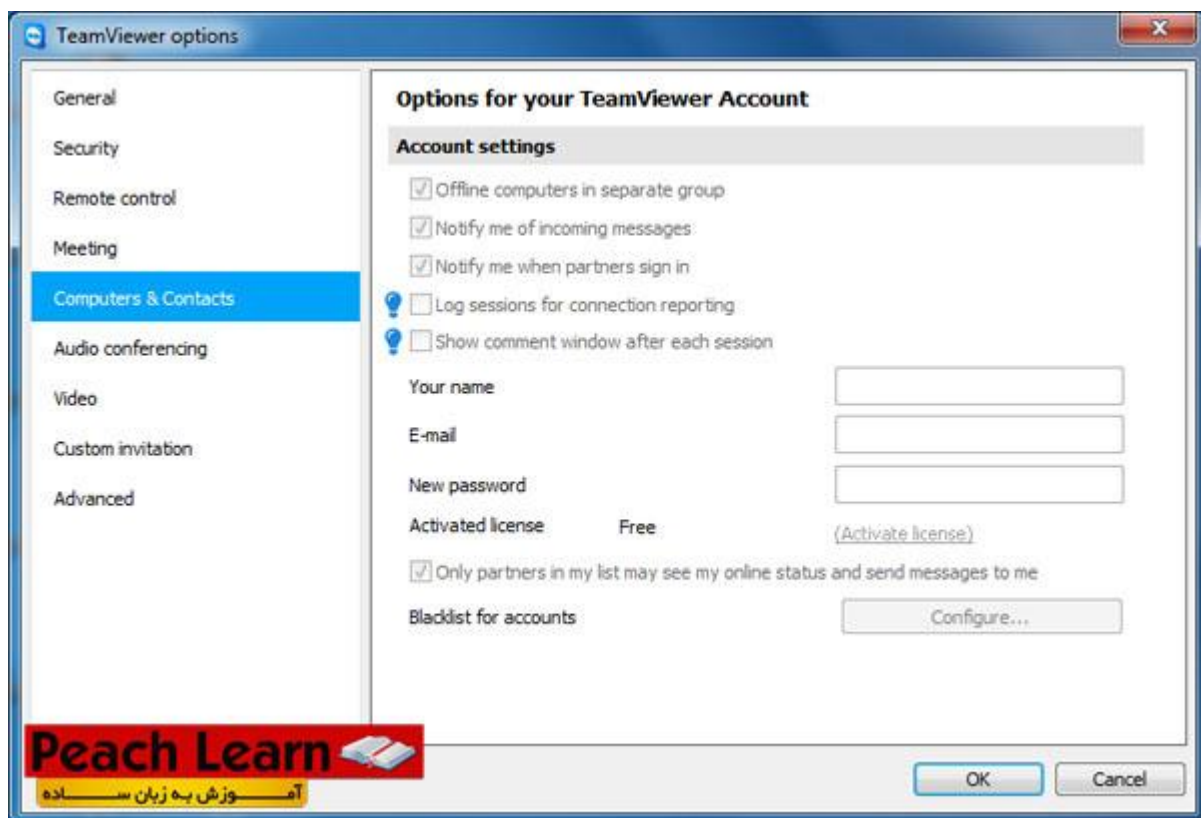 TeamViewer options
General
Security
Remote control
Meeting
Computers & Contacts
Audio conferencing
Video
Custom invitation
Advanced
Options for your TeamViewer Account
Account settings
Offline computers in separate group
Notify me of incoming messages
Notify me when partners sign in
Log sessions for connection reporting
Show comment window after each session
Your name
E-mail
New password
Activated license Free (Activate license)
Only partners in my list may see my online status and send messages to me
Blacklist for accounts Configure...
Peach Learn
آمـــوزش به زبان ســـاده
OK Cancel